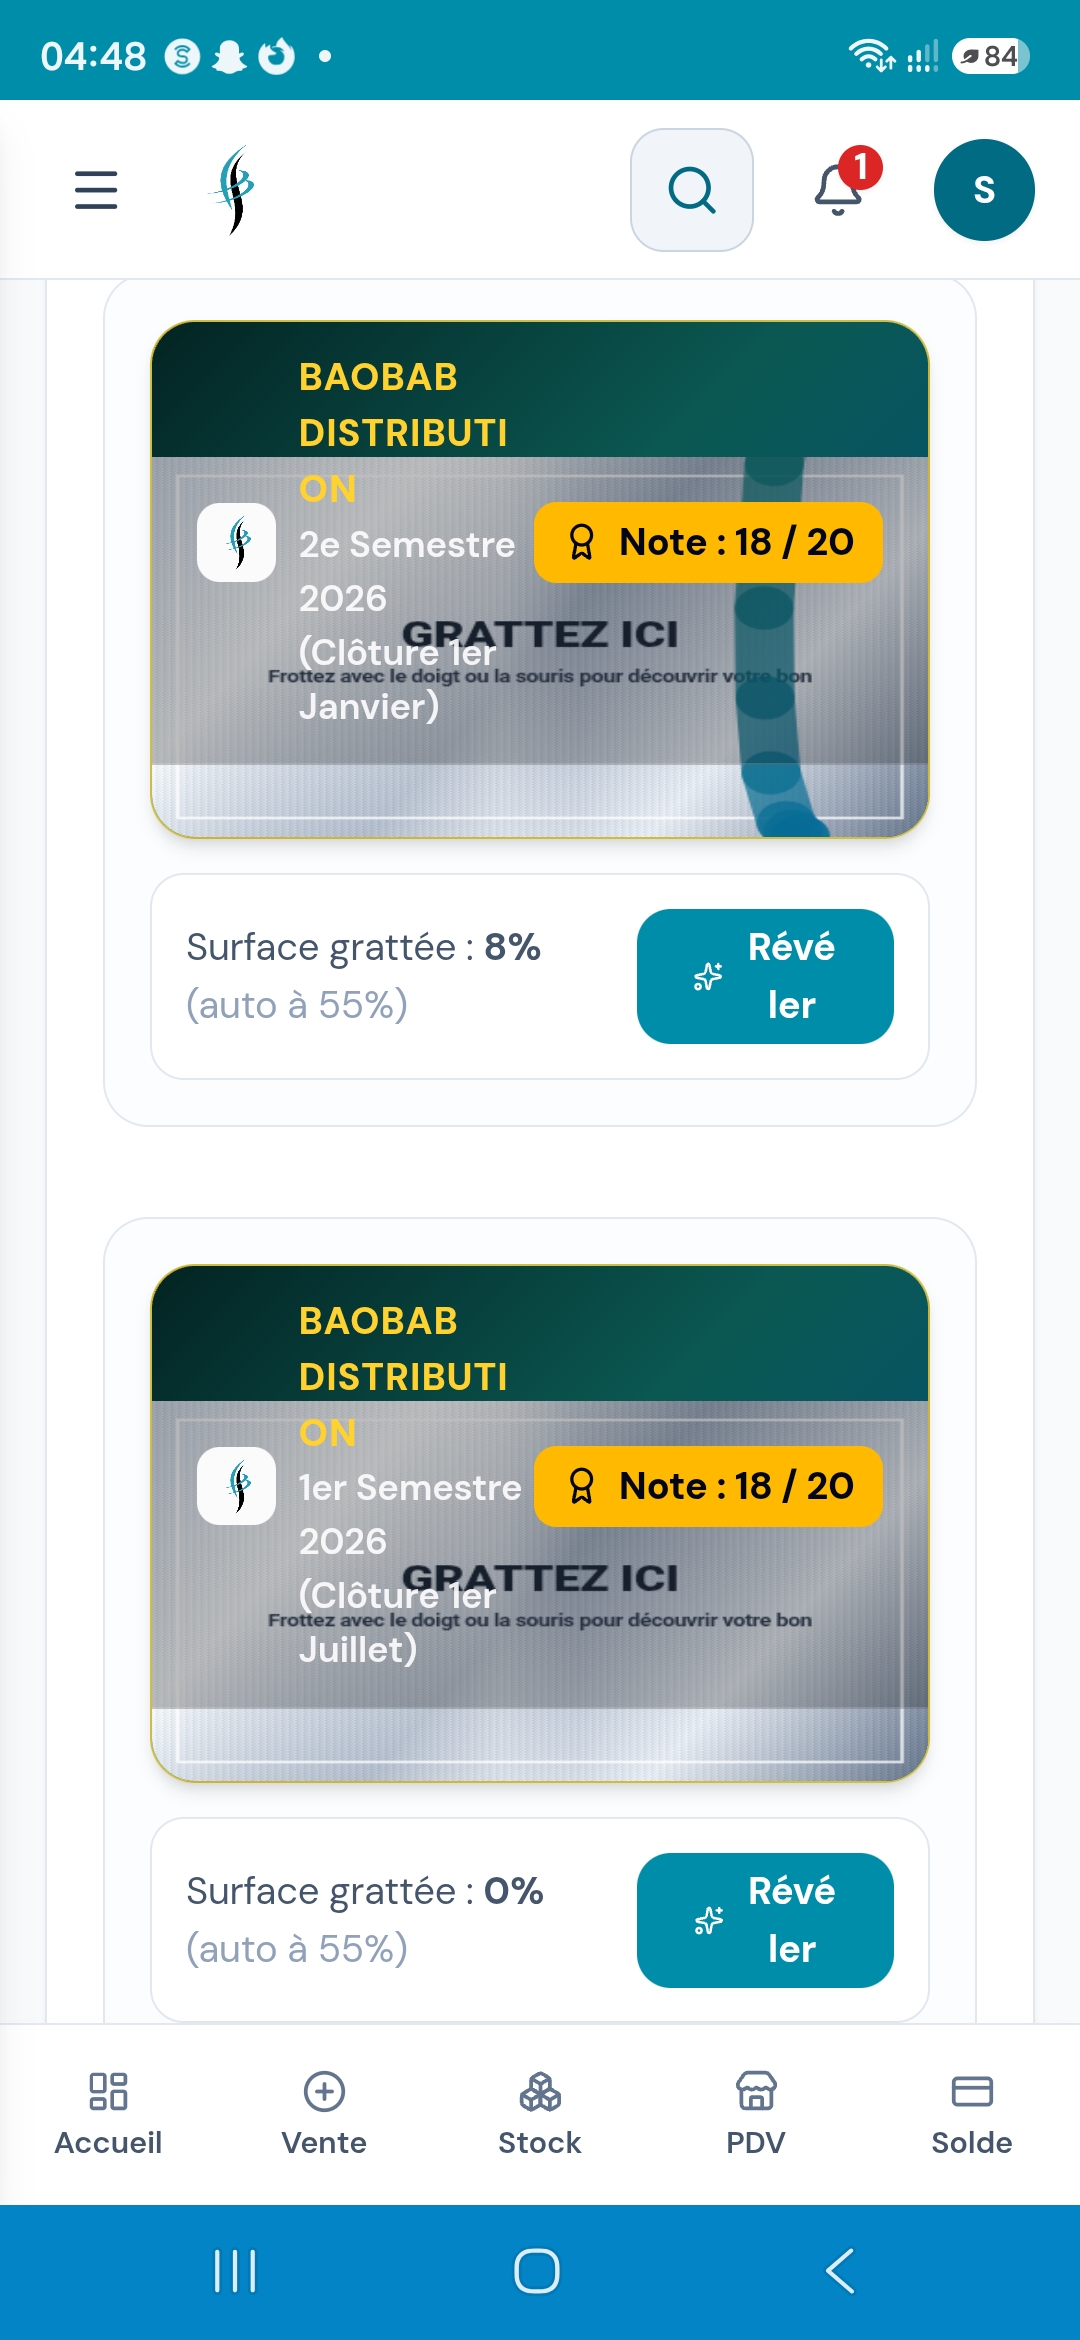 04:48
84
1
S
BAOBAB
DISTRIBUTI
ON
2e Semestre
2026
(Clôture 1er
Janvier)
Note : 18 / 20
GRATTEZ ICI
Frottez avec le doigt ou la souris pour découvrir votre bon
Surface grattée : 8%
(auto à 55%)
Révé
ler
BAOBAB
DISTRIBUTI
ON
1er Semestre
2026
(Clôture 1er
Juillet)
Note : 18 / 20
GRATTEZ ICI
Frottez avec le doigt ou la souris pour découvrir votre bon
Surface grattée : 0%
(auto à 55%)
Révé
ler
Accueil
Vente
Stock
PDV
Solde